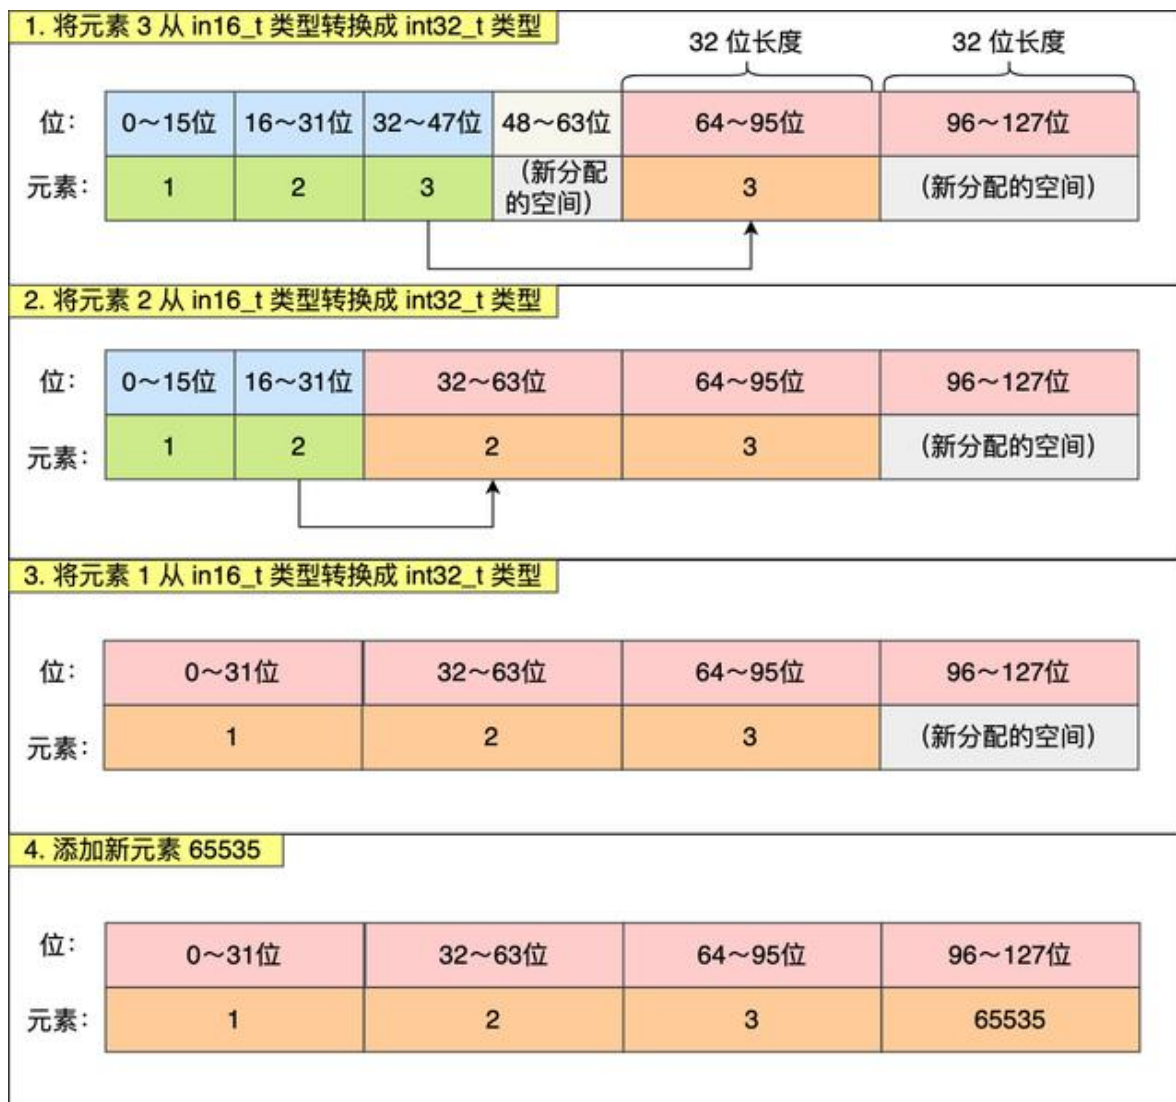 1. 将元素 3 从 in16_t 类型转换成 int32_t 类型
32 位长度 32 位长度
位： 0～15位 16～31位 32～47位 48～63位 64～95位 96～127位
元素： 1 2 3 （新分配的空间） 3 （新分配的空间）
2. 将元素 2 从 in16_t 类型转换成 int32_t 类型
位： 0～15位 16～31位 32～63位 64～95位 96～127位
元素： 1 2 2 3 （新分配的空间）
3. 将元素 1 从 in16_t 类型转换成 int32_t 类型
位： 0～31位 32～63位 64～95位 96～127位
元素： 1 2 3 （新分配的空间）
4. 添加新元素 65535
位： 0～31位 32～63位 64～95位 96～127位
元素： 1 2 3 65535